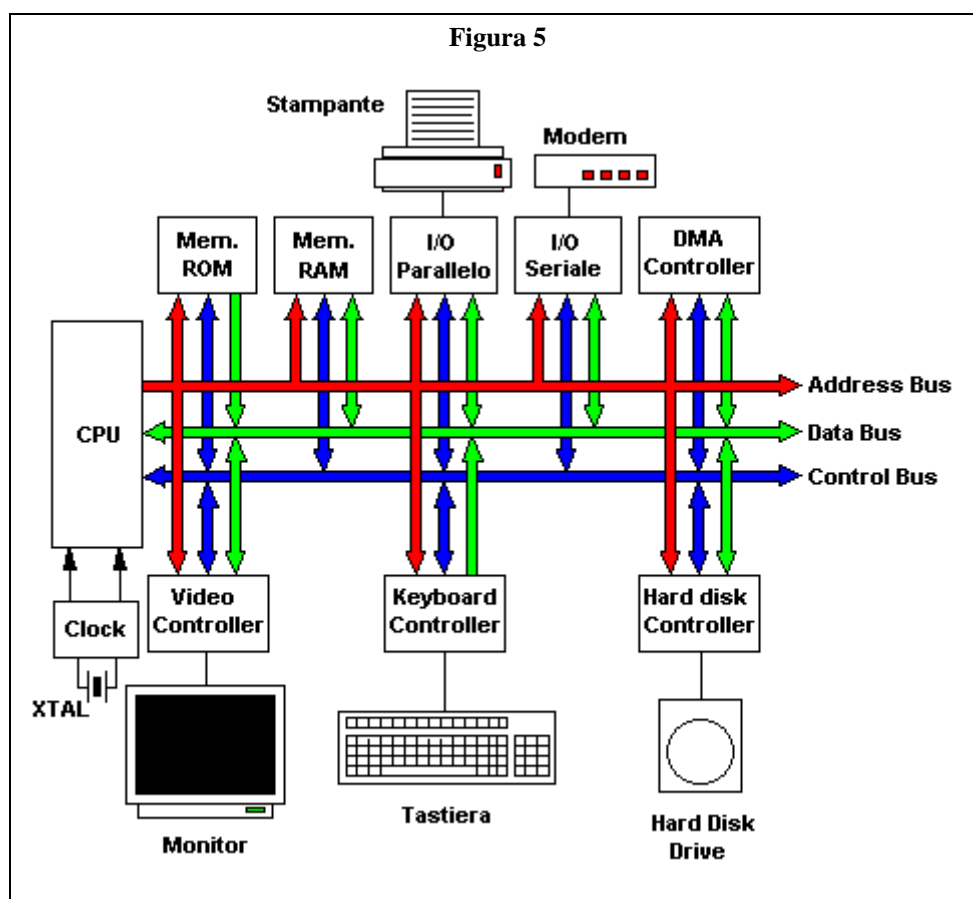 Figura 5
Stampante
Modem
Mem.
ROM
Mem.
RAM
I/O
Parallelo
I/O
Seriale
DMA
Controller
CPU
Address Bus
Data Bus
Control Bus
Clock
XTAL
Video
Controller
Keyboard
Controller
Hard disk
Controller
Monitor
Tastiera
Hard Disk
Drive